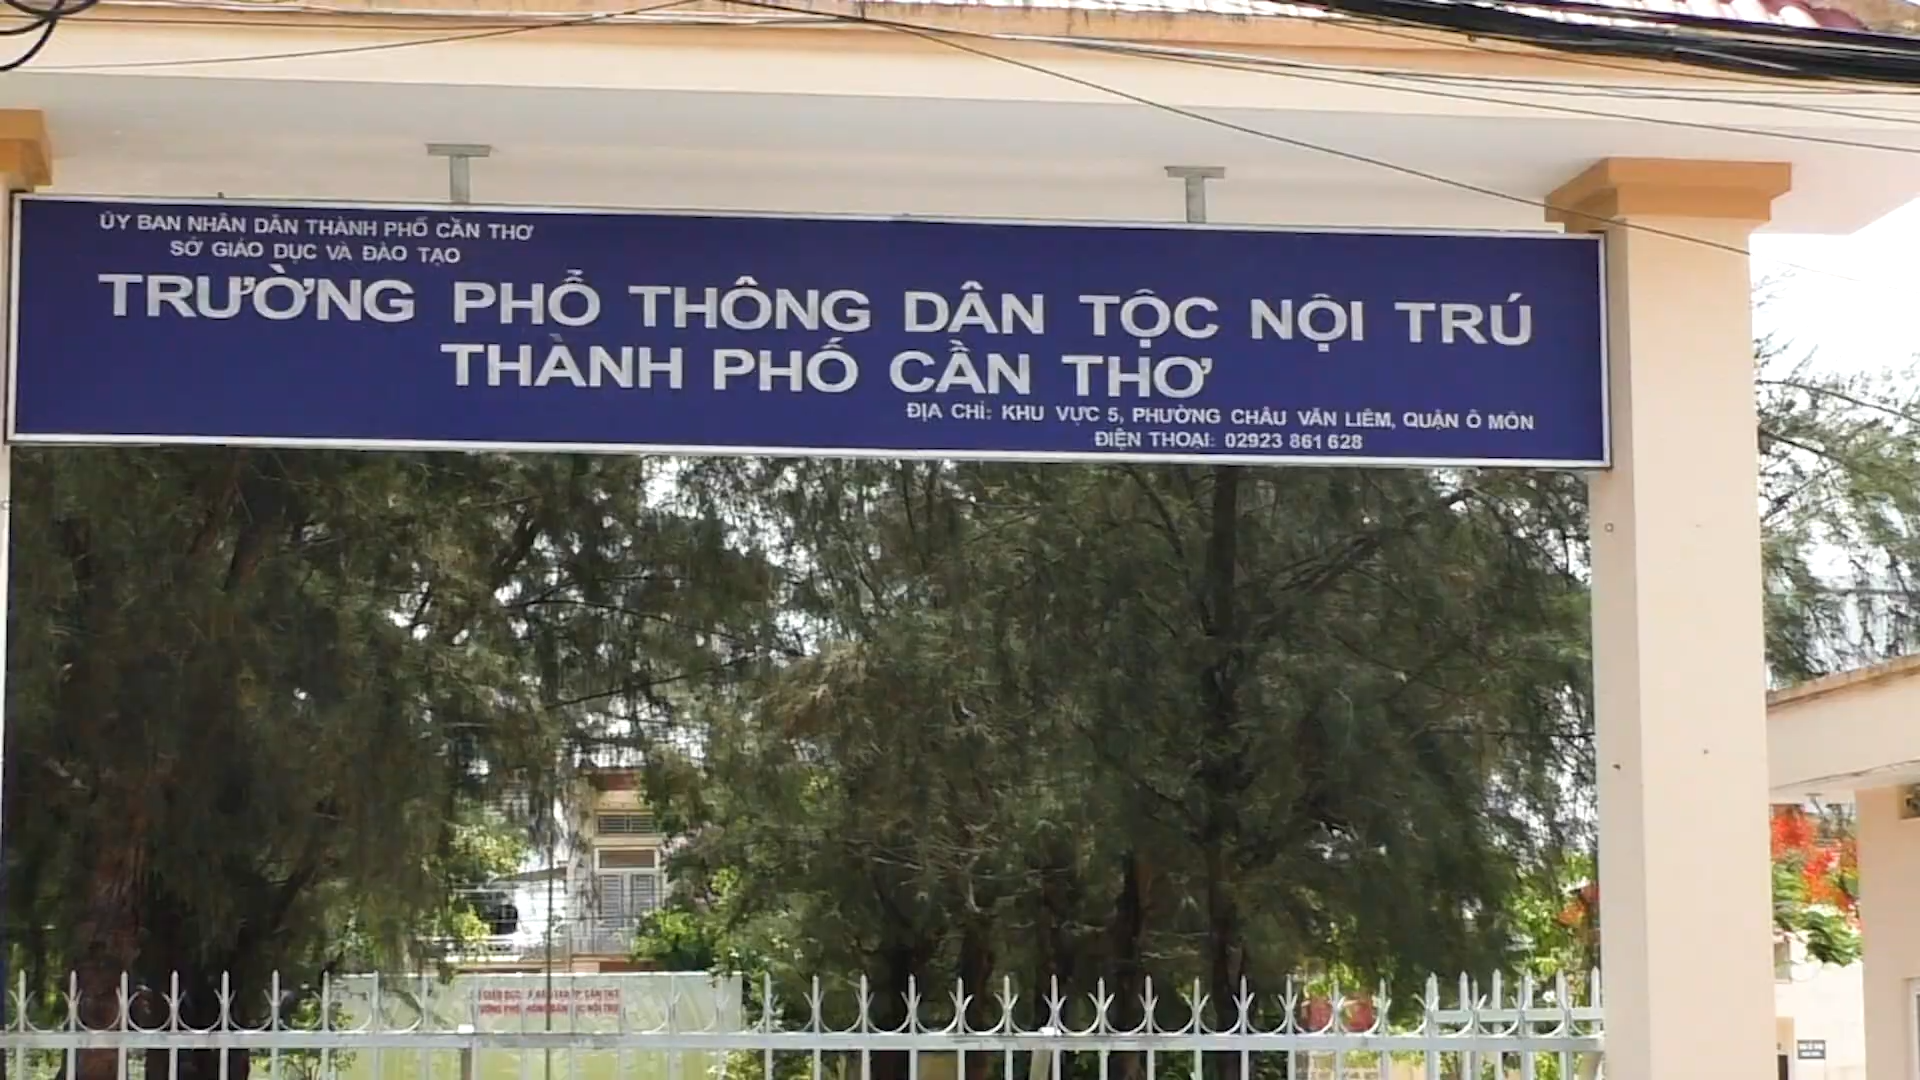 ỦY BAN NHÂN DÂN THÀNH PHỐ CẦN THƠ
SỞ GIÁO DỤC VÀ ĐÀO TẠO
TRƯỜNG PHỔ THÔNG DÂN TỘC NỘI TRÚ
THÀNH PHỐ CẦN THƠ
ĐỊA CHỈ: KHU VỰC 5, PHƯỜNG CHÂU VĂN LIÊM, QUẬN Ô MÔN
ĐIỆN THOẠI: 02923 861 628